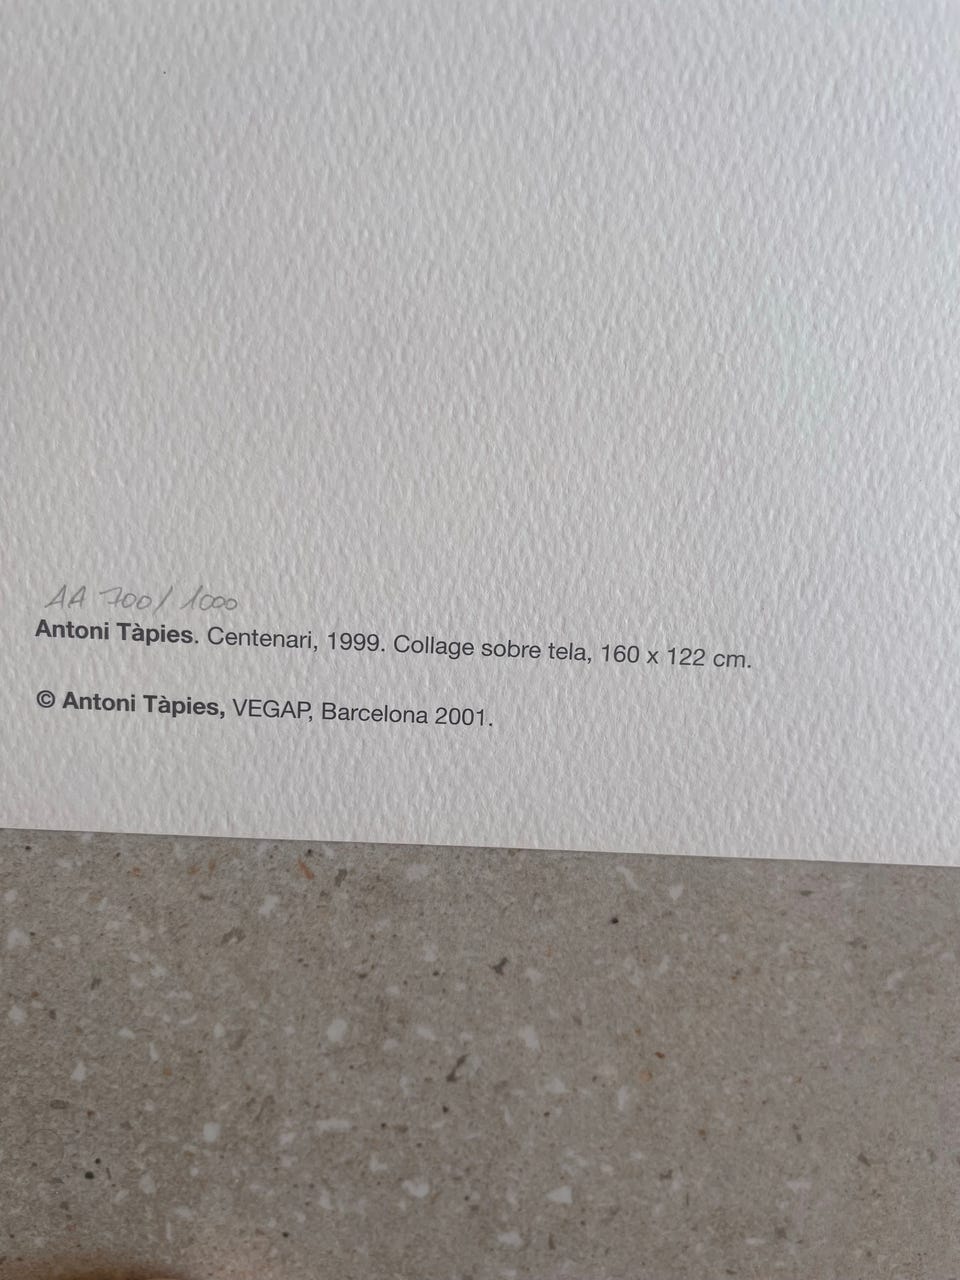 AA 700/1000
Antoni Tàpies. Centenari, 1999. Collage sobre tela, 160 x 122 cm.
© Antoni Tàpies, VEGAP, Barcelona 2001.